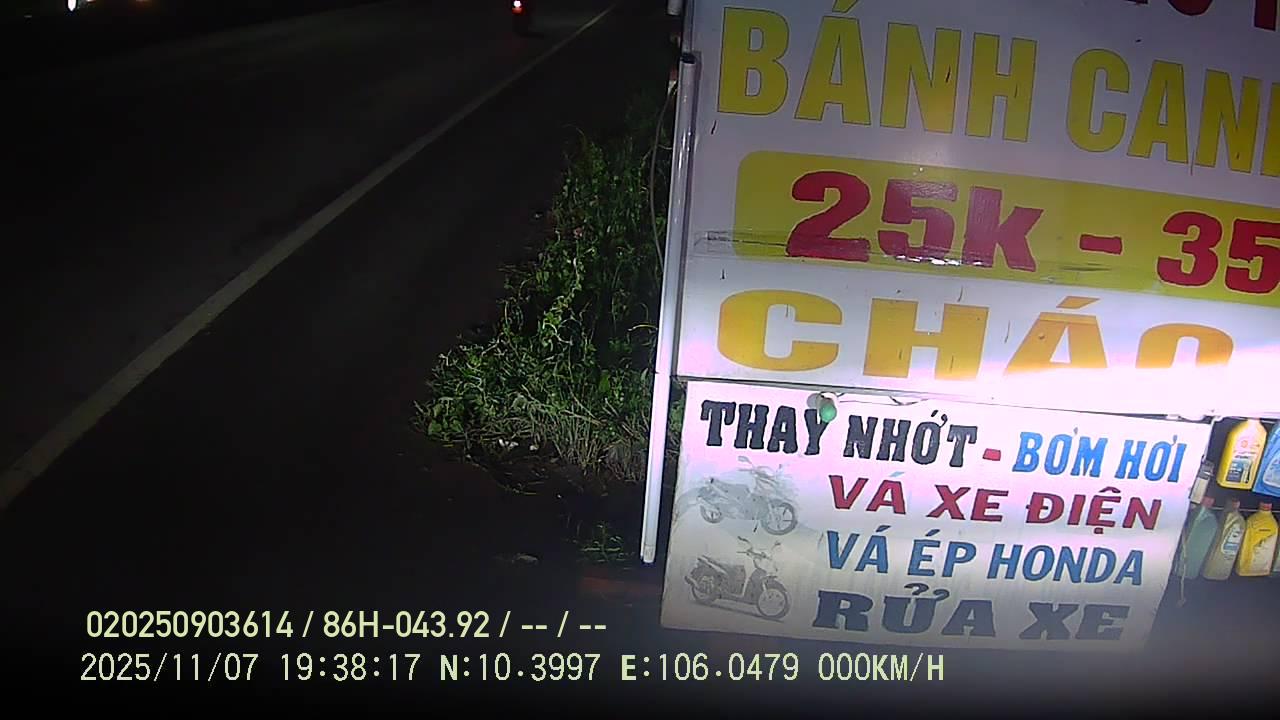 BÁNH CAN
25k - 35
CHÁO
THAY NHỚT - BƠM HƠI
VÁ XE ĐIỆN
VÁ ÉP HONDA
RỬA XE
020250903614 / 86H-043.92 / -- / --
2025/11/07 19:38:17 N:10.3997 E:106.0479 000KM/H